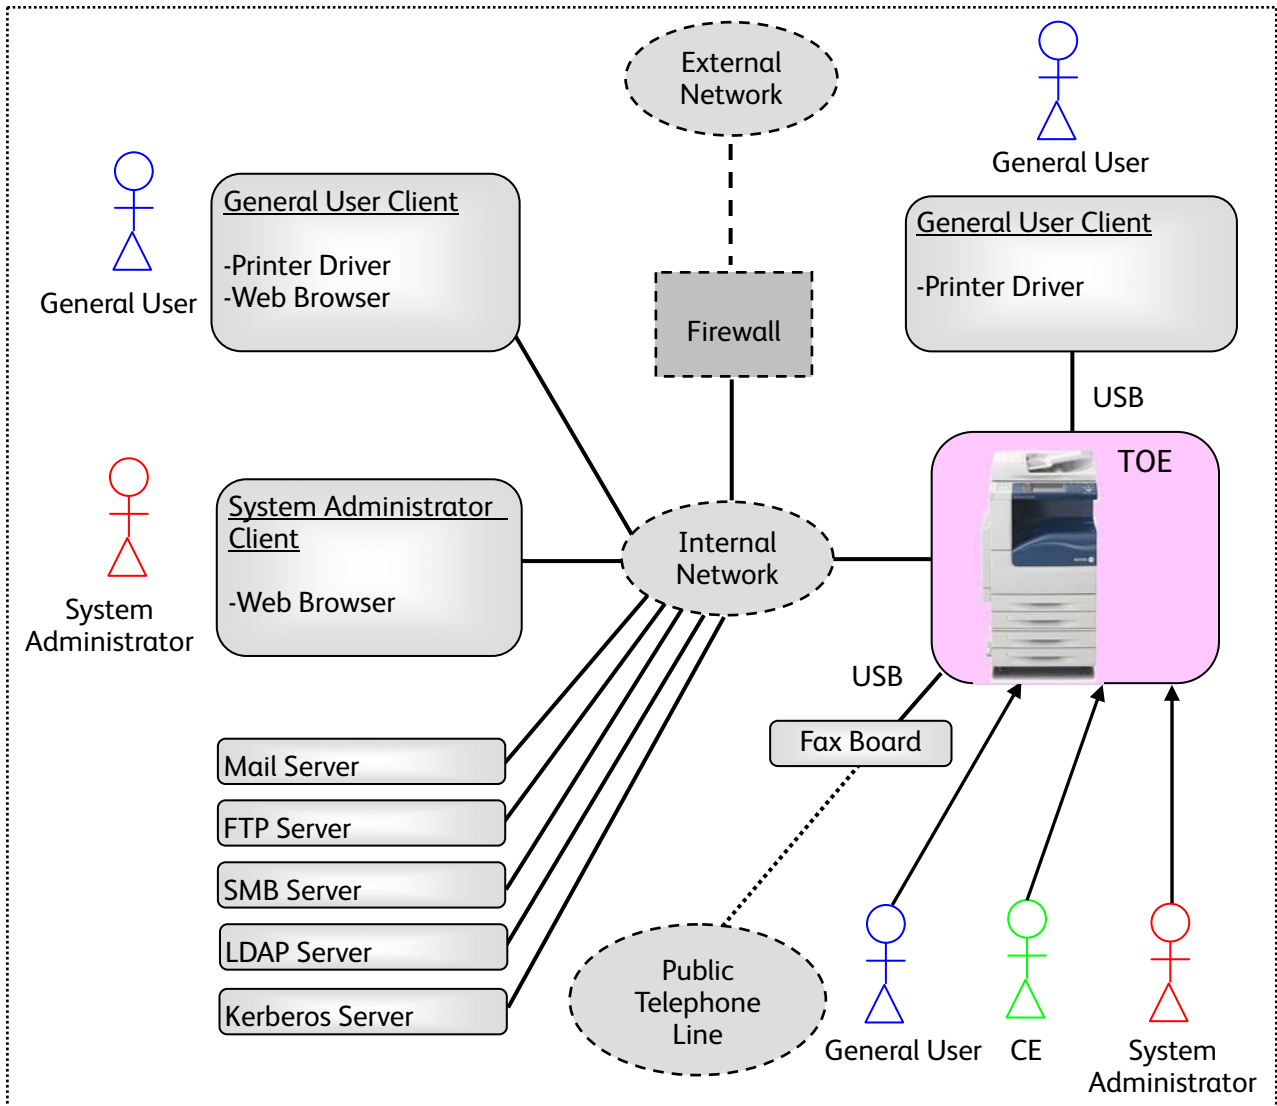 External
Network
General User
General User Client
-Printer Driver
-Web Browser
General User
General User Client
-Printer Driver
Firewall
USB
TOE
System Administrator
Client
-Web Browser
System
Administrator
Internal
Network
USB
Fax Board
Mail Server
FTP Server
SMB Server
LDAP Server
Kerberos Server
Public
Telephone
Line
General User
CE
System
Administrator